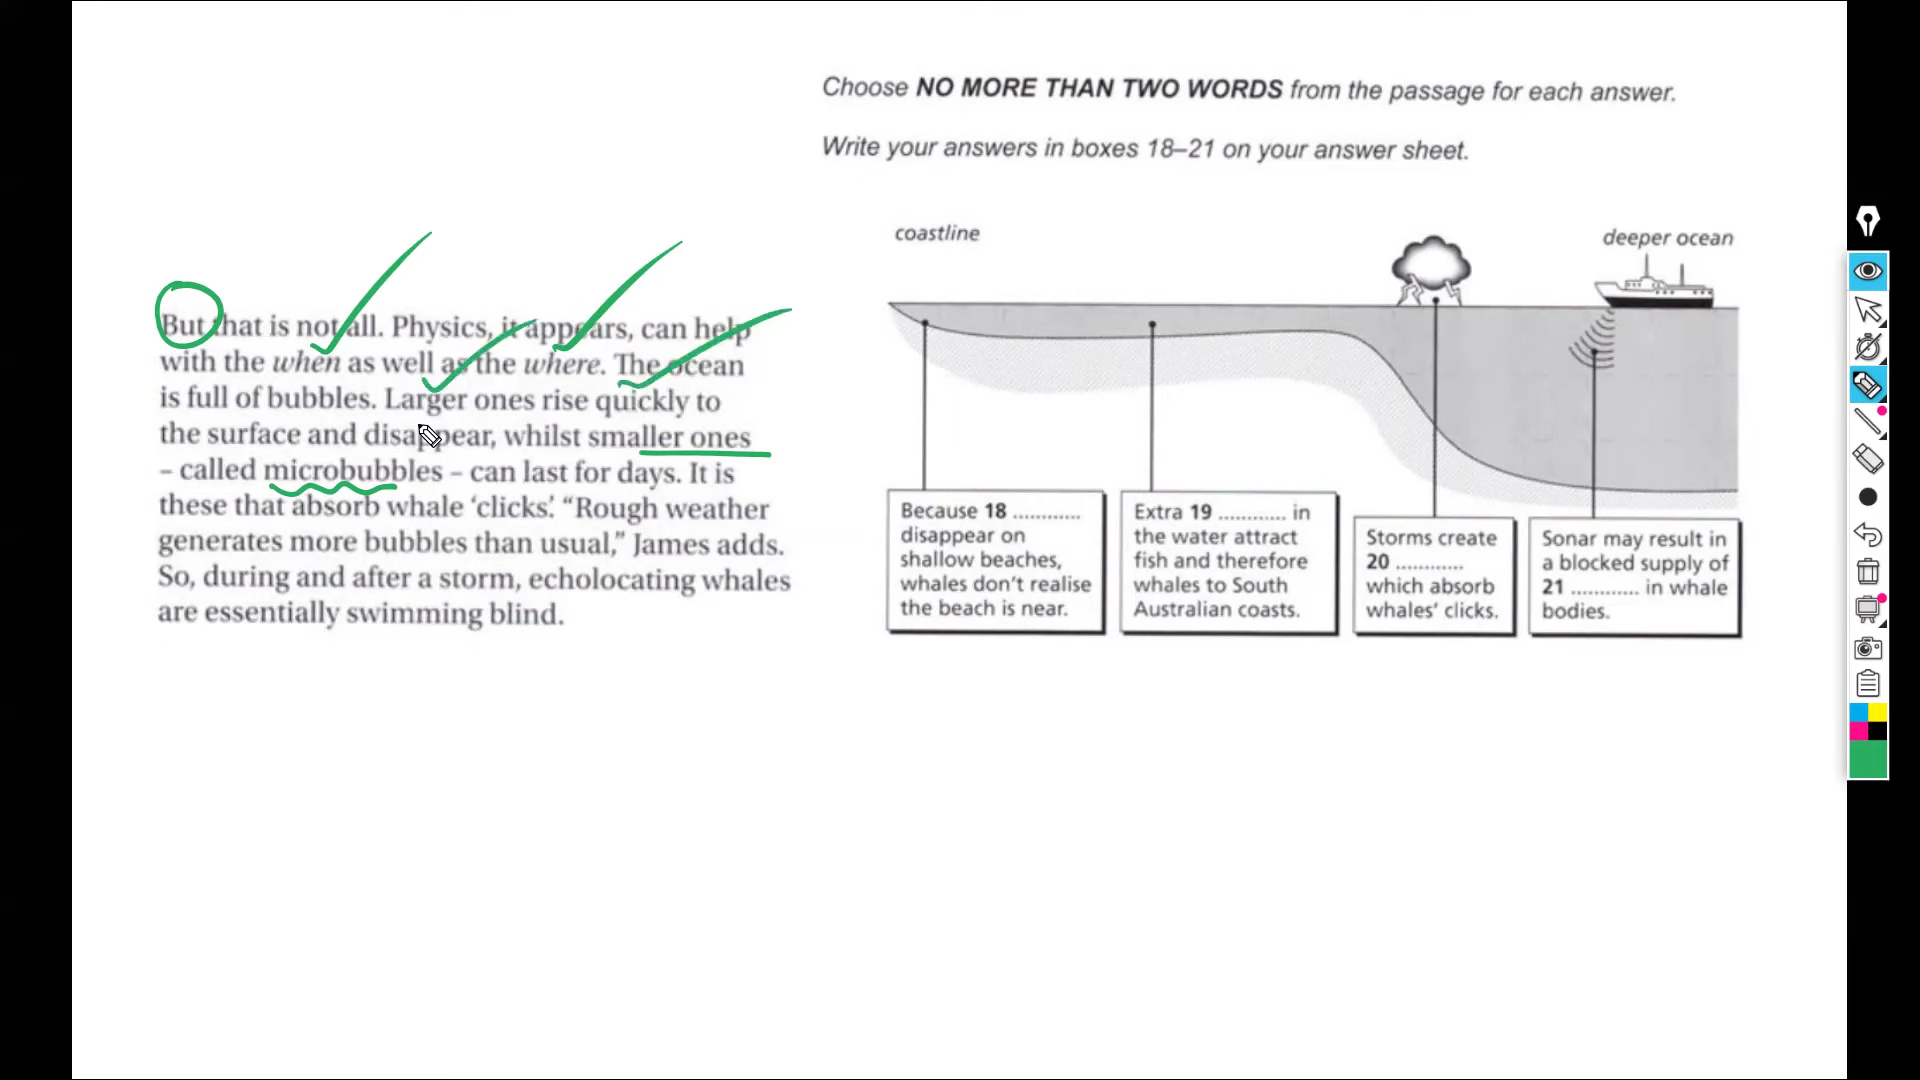 Choose NO MORE THAN TWO WORDS from the passage for each answer.
Write your answers in boxes 18–21 on your answer sheet.
But that is not all. Physics, it appears, can help
with the when as well as the where. The ocean
is full of bubbles. Larger ones rise quickly to
the surface and disappear, whilst smaller ones
– called microbubbles – can last for days. It is
these that absorb whale ‘clicks’. “Rough weather
generates more bubbles than usual,” James adds.
So, during and after a storm, echolocating whales
are essentially swimming blind.
coastline
deeper ocean
Because 18 ............
disappear on
shallow beaches,
whales don’t realise
the beach is near.
Extra 19 ............ in
the water attract
fish and therefore
whales to South
Australian coasts.
Storms create
20 ............
which absorb
whales’ clicks.
Sonar may result in
a blocked supply of
21 ............ in whale
bodies.